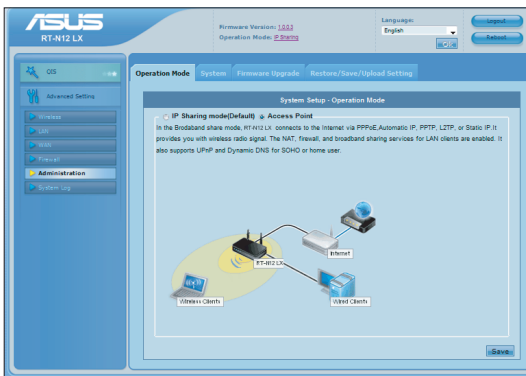 ASUS
RT-N12 LX
Firmware Version: 1.0.0.2
Operation Mode: IP Sharing
Language:
English
Logout
Reboot
QIS
Advanced Setting
Wireless
LAN
WAN
Firewall
Administration
System Log
Operation Mode
System
Firmware Upgrade
Restore/Save/Upload Setting
System Setup - Operation Mode
IP Sharing mode(Default)
Access Point
In the Brodaband share mode, RT-N12 LX connects to the Internet via PPPoE,Automatic IP, PPTP, L2TP, or Static IP.It
provides you with wireless radio signal. The NAT, firewall, and broadband sharing services for LAN clients are enabled. It
also supports UPnP and Dynamic DNS for SOHO or home user.
Internet
RT-N12 LX
Wireless Clients
Wired Clients
Save